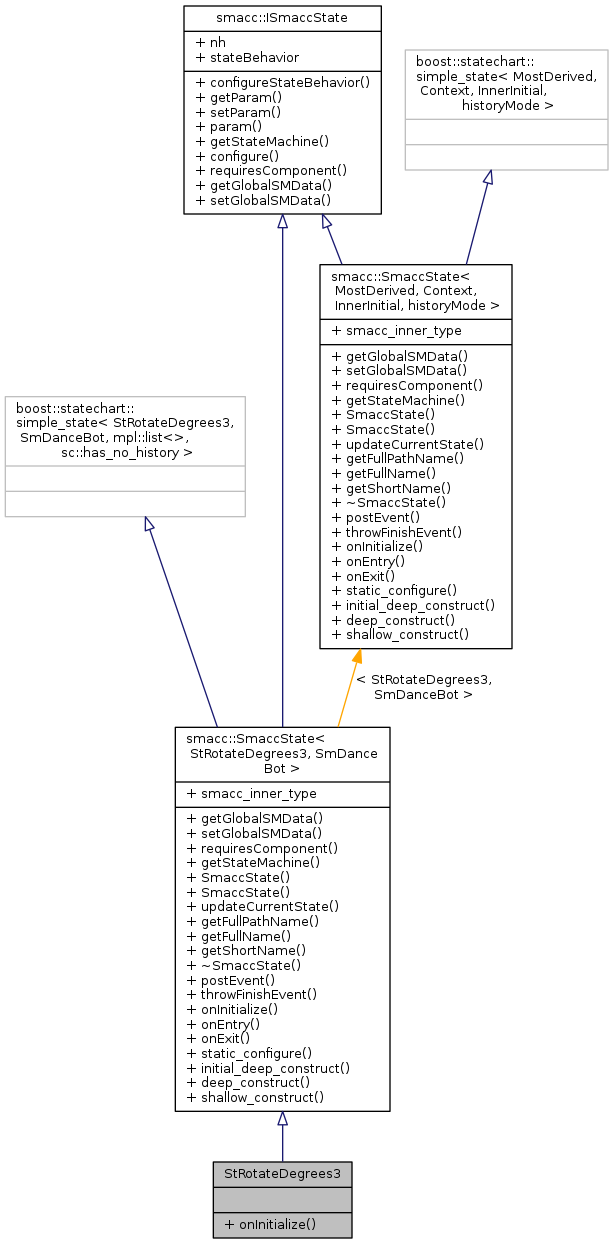 smacc::ISmaccState
+ nh
+ stateBehavior
+ configureStateBehavior()
+ getParam()
+ setParam()
+ param()
+ getStateMachine()
+ configure()
+ requiresComponent()
+ getGlobalSMData()
+ setGlobalSMData()
boost::statechart::
simple_state< MostDerived,
Context, InnerInitial,
historyMode >
smacc::SmaccState<
MostDerived, Context,
InnerInitial, historyMode >
+ smacc_inner_type
+ getGlobalSMData()
+ setGlobalSMData()
+ requiresComponent()
+ getStateMachine()
+ SmaccState()
+ SmaccState()
+ updateCurrentState()
+ getFullPathName()
+ getFullName()
+ getShortName()
+ ~SmaccState()
+ postEvent()
+ throwFinishEvent()
+ onInitialize()
+ onEntry()
+ onExit()
+ static_configure()
+ initial_deep_construct()
+ deep_construct()
+ shallow_construct()
boost::statechart::
simple_state< StRotateDegrees3,
SmDanceBot, mpl::list<>,
sc::has_no_history >
< StRotateDegrees3,
SmDanceBot >
smacc::SmaccState<
StRotateDegrees3, SmDance
Bot >
+ smacc_inner_type
+ getGlobalSMData()
+ setGlobalSMData()
+ requiresComponent()
+ getStateMachine()
+ SmaccState()
+ SmaccState()
+ updateCurrentState()
+ getFullPathName()
+ getFullName()
+ getShortName()
+ ~SmaccState()
+ postEvent()
+ throwFinishEvent()
+ onInitialize()
+ onEntry()
+ onExit()
+ static_configure()
+ initial_deep_construct()
+ deep_construct()
+ shallow_construct()
StRotateDegrees3
+ onInitialize()